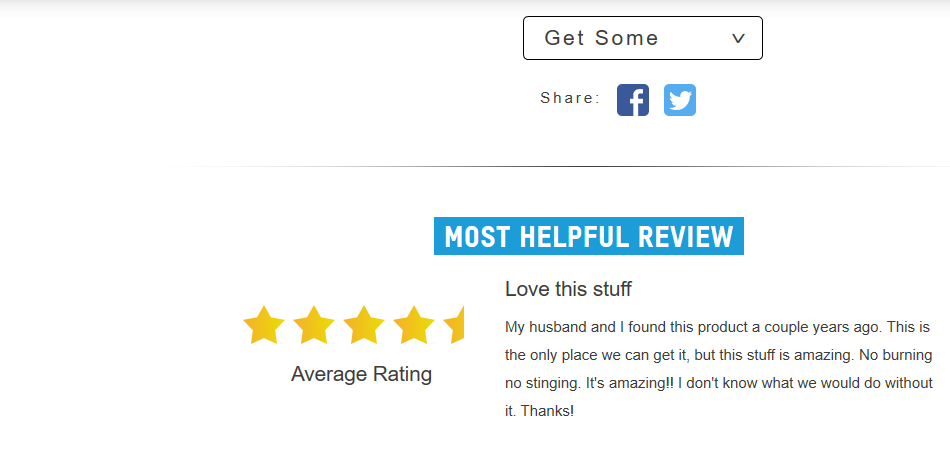 Get Some
Share:
MOST HELPFUL REVIEW
Love this stuff
My husband and I found this product a couple years ago. This is
the only place we can get it, but this stuff is amazing. No burning
no stinging. It's amazing!! I don't know what we would do without
it. Thanks!
Average Rating